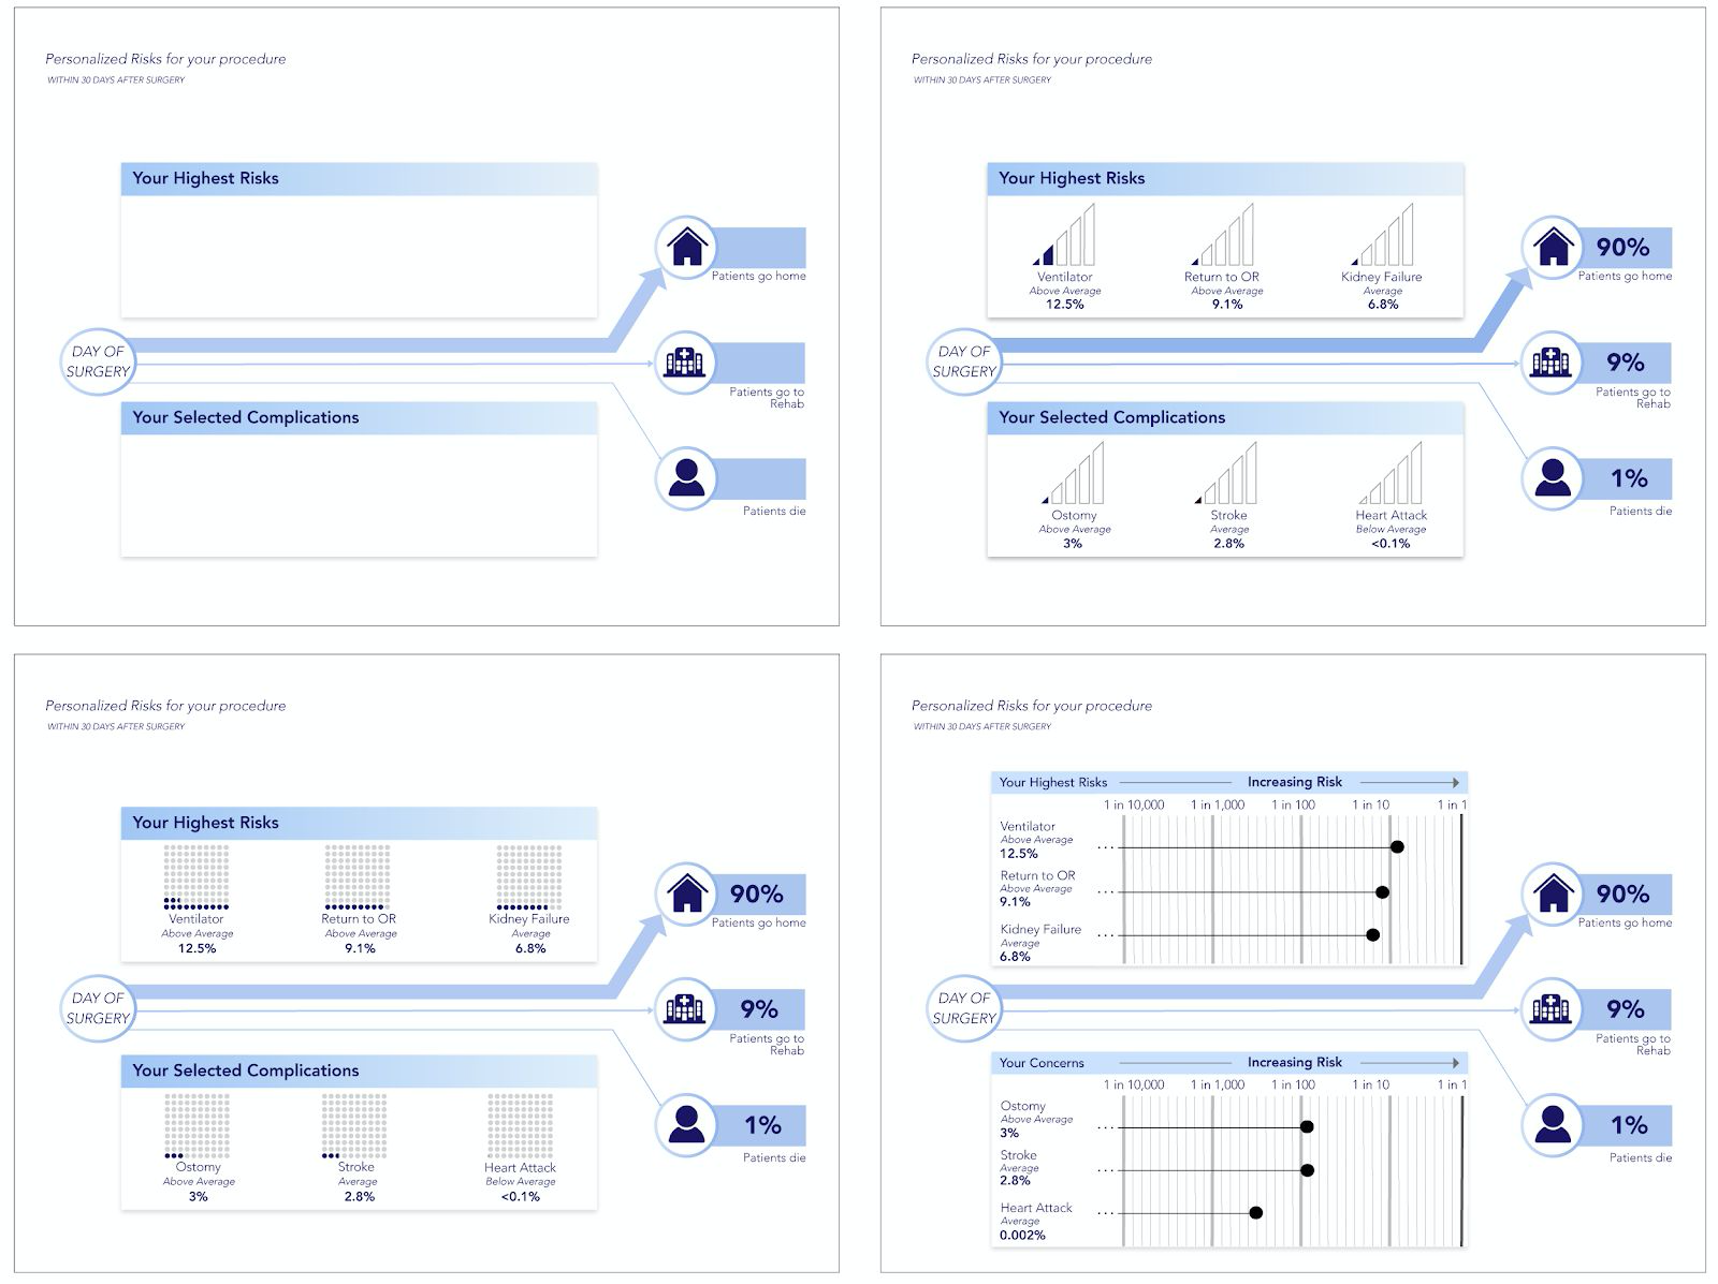 Personalized Risks for your procedure
WITHIN 30 DAYS AFTER SURGERY
Your Highest Risks
Patients go home
DAY OF
SURGERY
Patients go to
Rehab
Your Selected Complications
Patients die
Personalized Risks for your procedure
WITHIN 30 DAYS AFTER SURGERY
Your Highest Risks
Ventilator Return to OR Kidney Failure
Above Average Above Average Average
12.5% 9.1% 6.8%
90%
Patients go home
DAY OF
SURGERY
9%
Patients go to
Rehab
Your Selected Complications
Ostomy Stroke Heart Attack
Above Average Average Below Average
3% 2.8% <0.1%
1%
Patients die
Personalized Risks for your procedure
WITHIN 30 DAYS AFTER SURGERY
Your Highest Risks
Ventilator Return to OR Kidney Failure
Above Average Above Average Average
12.5% 9.1% 6.8%
90%
Patients go home
DAY OF
SURGERY
9%
Patients go to
Rehab
Your Selected Complications
Ostomy Stroke Heart Attack
Above Average Average Below Average
3% 2.8% <0.1%
1%
Patients die
Personalized Risks for your procedure
WITHIN 30 DAYS AFTER SURGERY
Your Highest Risks Increasing Risk
1 in 10,000 1 in 1,000 1 in 100 1 in 10 1 in 1
Ventilator
Above Average
12.5%
Return to OR
Above Average
9.1%
Kidney Failure
Average
6.8%
90%
Patients go home
DAY OF
SURGERY
9%
Patients go to
Rehab
Your Concerns Increasing Risk
1 in 10,000 1 in 1,000 1 in 100 1 in 10 1 in 1
Ostomy
Above Average
3%
Stroke
Average
2.8%
Heart Attack
Average
0.002%
1%
Patients die